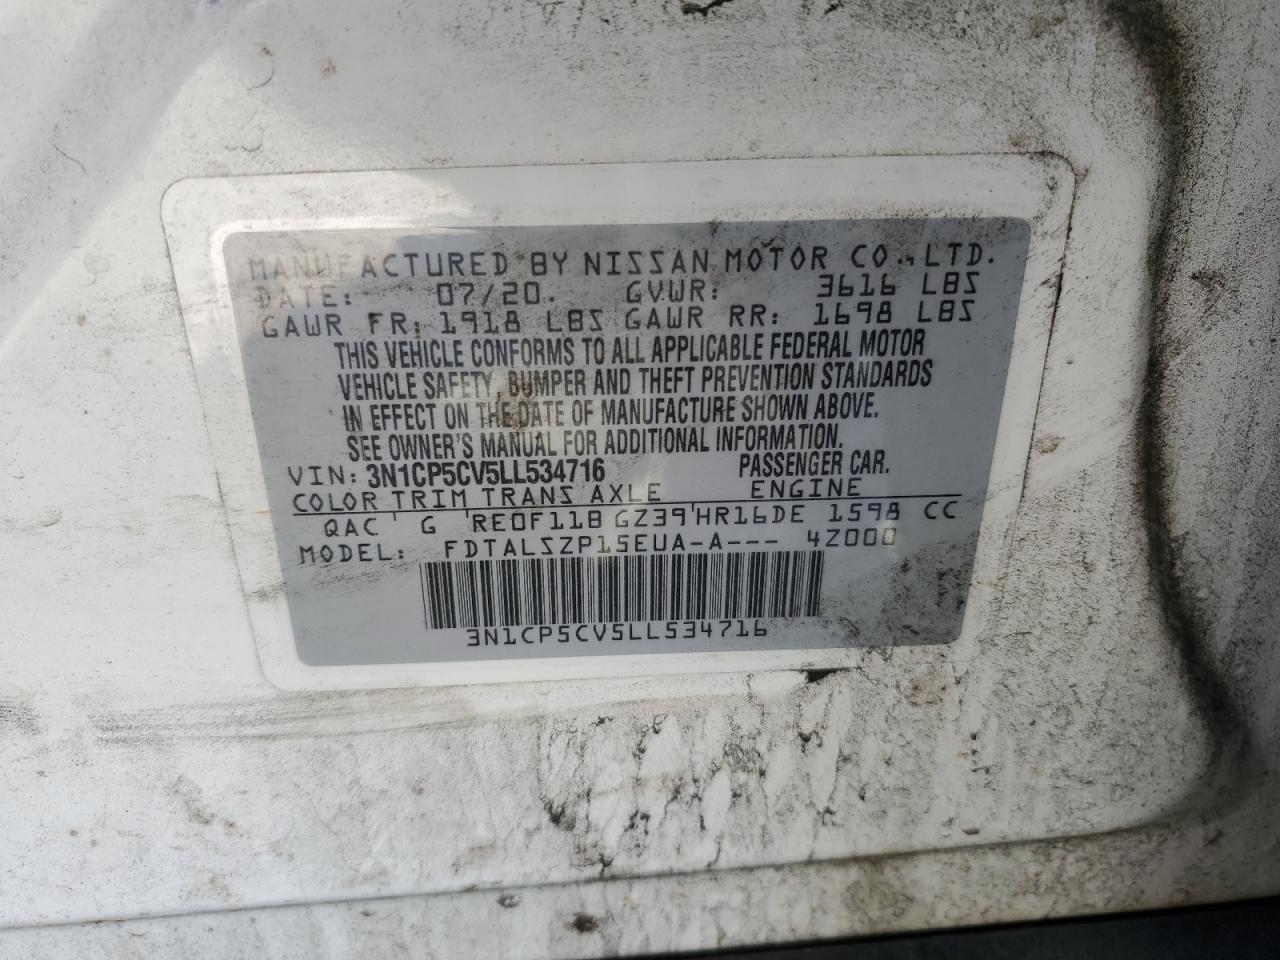 MANUFACTURED BY NISSAN MOTOR CO., LTD.
DATE: 07/20 GVWR: 3616 LBS
GAWR FR: 1918 LBS GAWR RR: 1698 LBS
THIS VEHICLE CONFORMS TO ALL APPLICABLE FEDERAL MOTOR
VEHICLE SAFETY, BUMPER AND THEFT PREVENTION STANDARDS
IN EFFECT ON THE DATE OF MANUFACTURE SHOWN ABOVE.
SEE OWNER'S MANUAL FOR ADDITIONAL INFORMATION.
VIN: 3N1CP5CV5LL534716 PASSENGER CAR.
COLOR TRIM TRANS AXLE ENGINE
QAC G RE0F11B GZ39 HR16DE 1598 CC
MODEL: FDTALSZP15EUA-A--- 4Z000
3N1CP5CV5LL534716